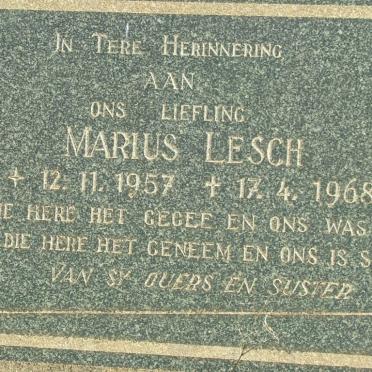 In Tere Herinnering
AAN
ONS LIEFLING
MARIUS LESCH
12.11.1957 + 17.4.1968
HERE HET GEGEE EN ONS WAS
DIE HERE HET GENEEM EN ONS IS
VAN SY OUERS EN SUSTER